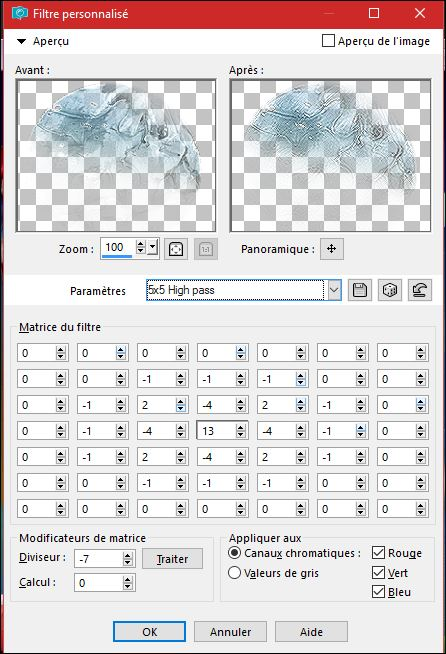 Filtre personnalisé
Aperçu
Aperçu de l'image
Avant :
Après :
Zoom : 100
1:1
Panoramique :
Paramètres 5x5 High pass
Matrice du filtre
0 0 0 0 0 0 0
0 0 -1 -1 -1 0 0
0 -1 2 -4 2 -1 0
0 -1 -4 13 -4 -1 0
0 -1 2 -4 2 -1 0
0 0 -1 -1 -1 0 0
0 0 0 0 0 0 0
Modificateurs de matrice
Diviseur : -7 Traiter
Calcul : 0
Appliquer aux
Canaux chromatiques : Rouge
Valeurs de gris Vert
Bleu
OK Annuler Aide